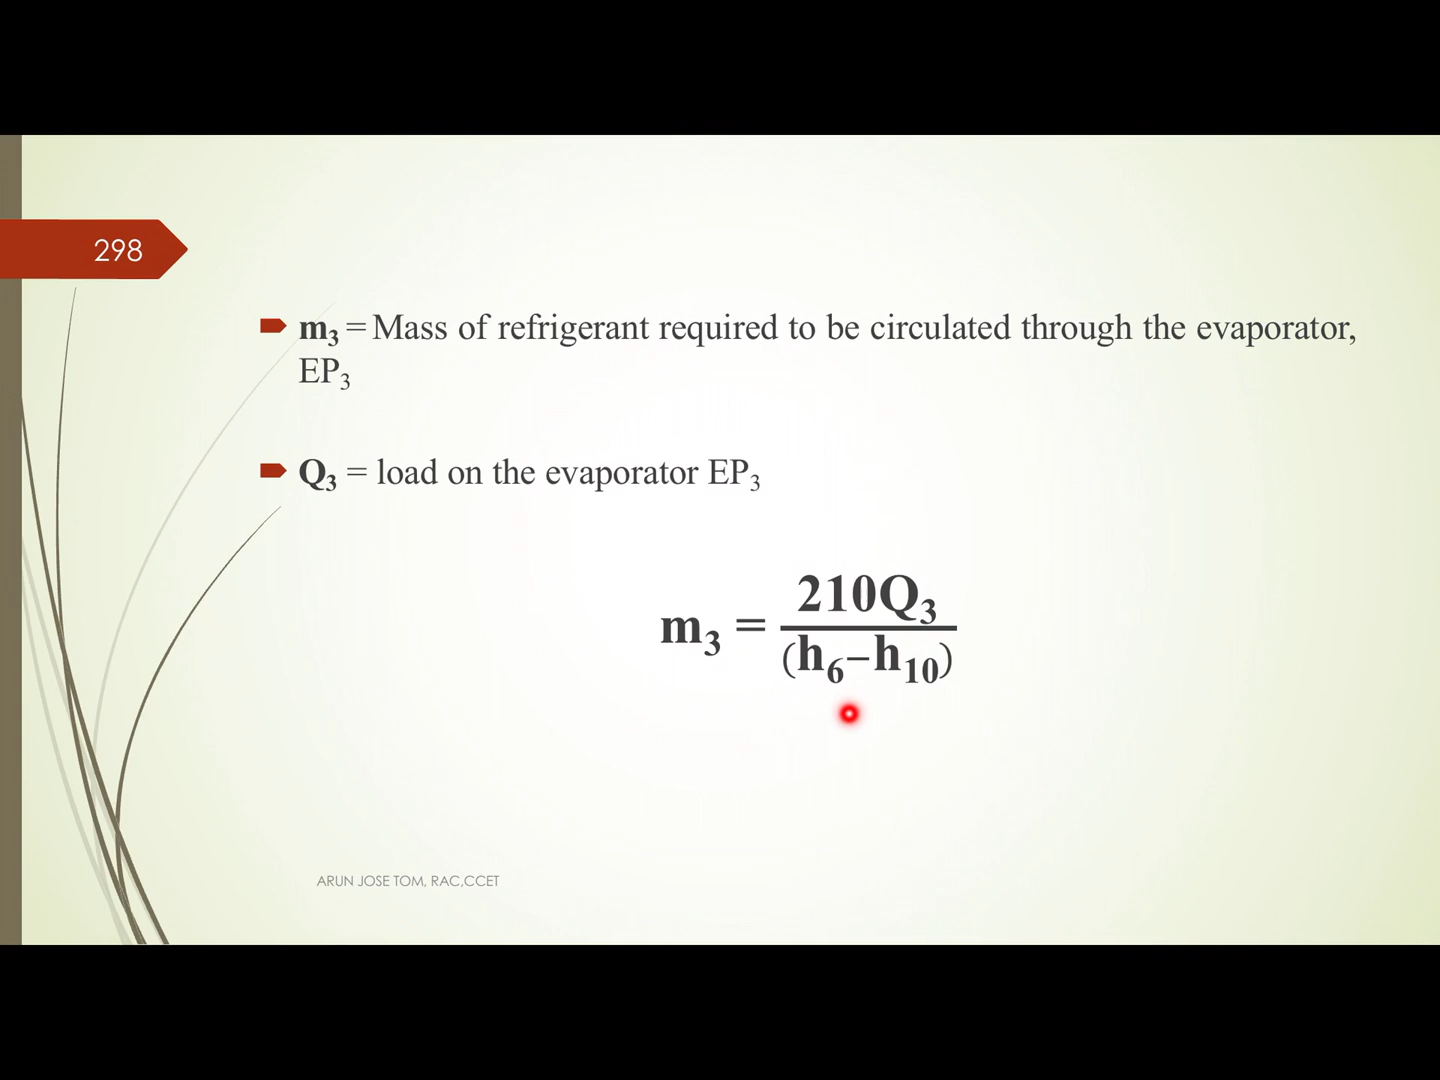 298
m₃ = Mass of refrigerant required to be circulated through the evaporator,
EP₃
Q₃ = load on the evaporator EP₃
m₃ = 210Q₃ / (h₆−h₁₀)
ARUN JOSE TOM, RAC,CCET